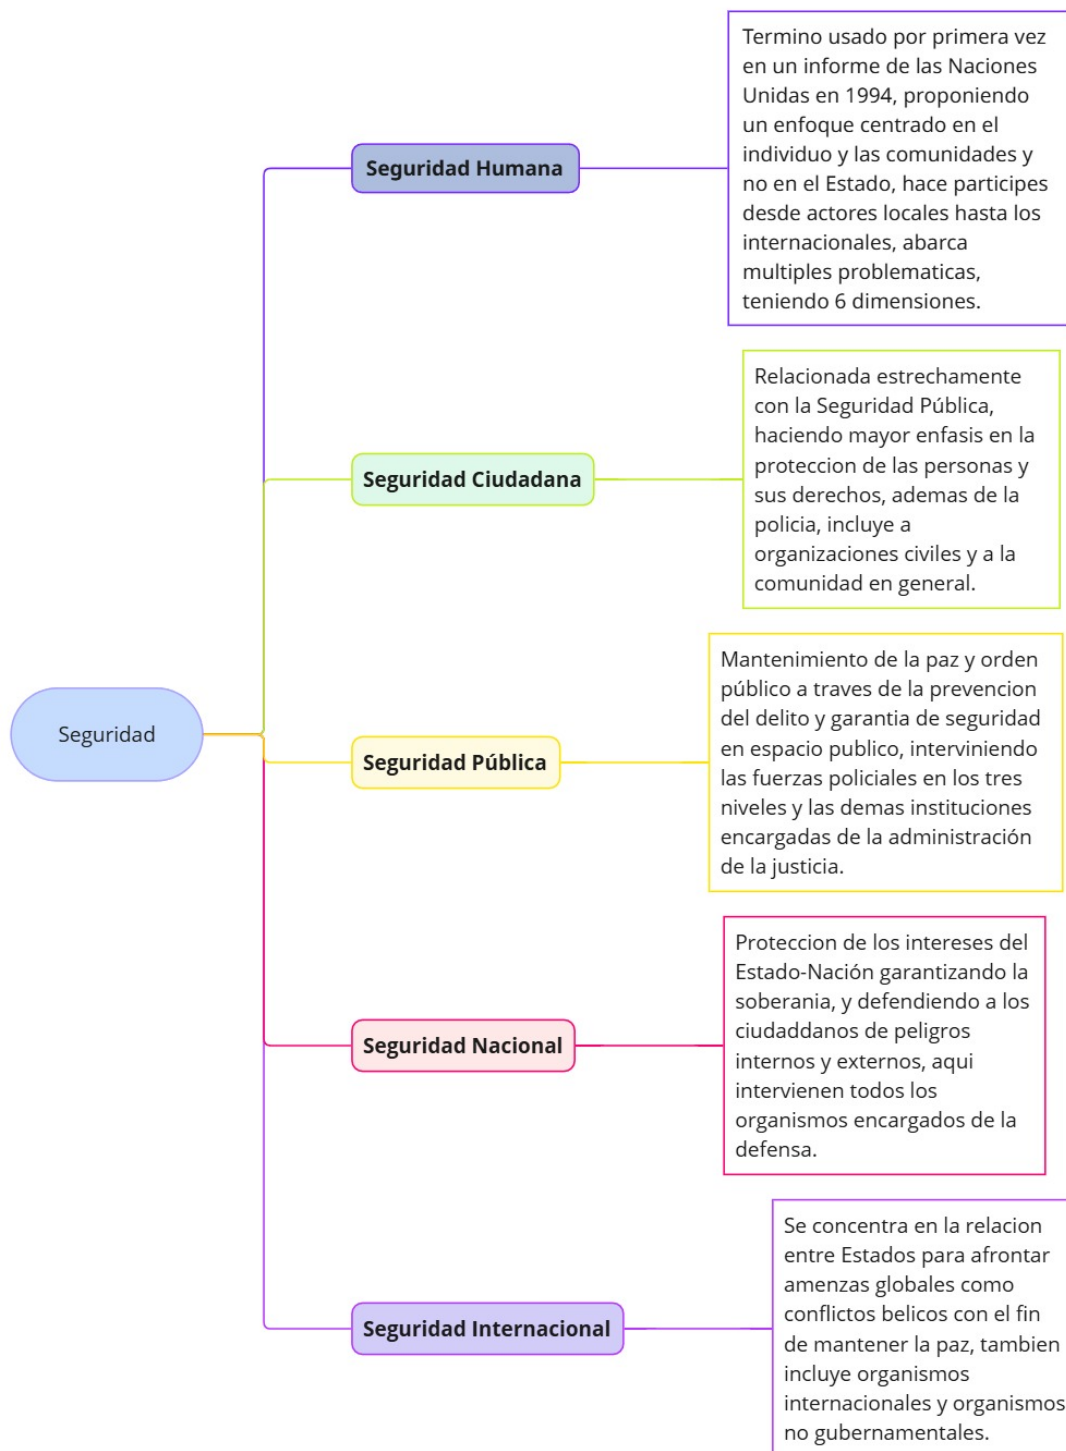 Seguridad
Seguridad Humana
Termino usado por primera vez
en un informe de las Naciones
Unidas en 1994, proponiendo
un enfoque centrado en el
individuo y las comunidades y
no en el Estado, hace participes
desde actores locales hasta los
internacionales, abarca
multiples problematicas,
teniendo 6 dimensiones.
Seguridad Ciudadana
Relacionada estrechamente
con la Seguridad Pública,
haciendo mayor enfasis en la
proteccion de las personas y
sus derechos, ademas de la
policia, incluye a
organizaciones civiles y a la
comunidad en general.
Seguridad Pública
Mantenimiento de la paz y orden
público a traves de la prevencion
del delito y garantia de seguridad
en espacio publico, interviniendo
las fuerzas policiales en los tres
niveles y las demas instituciones
encargadas de la administración
de la justicia.
Seguridad Nacional
Proteccion de los intereses del
Estado-Nación garantizando la
soberania, y defendiendo a los
ciudaddanos de peligros
internos y externos, aqui
intervienen todos los
organismos encargados de la
defensa.
Seguridad Internacional
Se concentra en la relacion
entre Estados para afrontar
amenzas globales como
conflictos belicos con el fin
de mantener la paz, tambien
incluye organismos
internacionales y organismos
no gubernamentales.